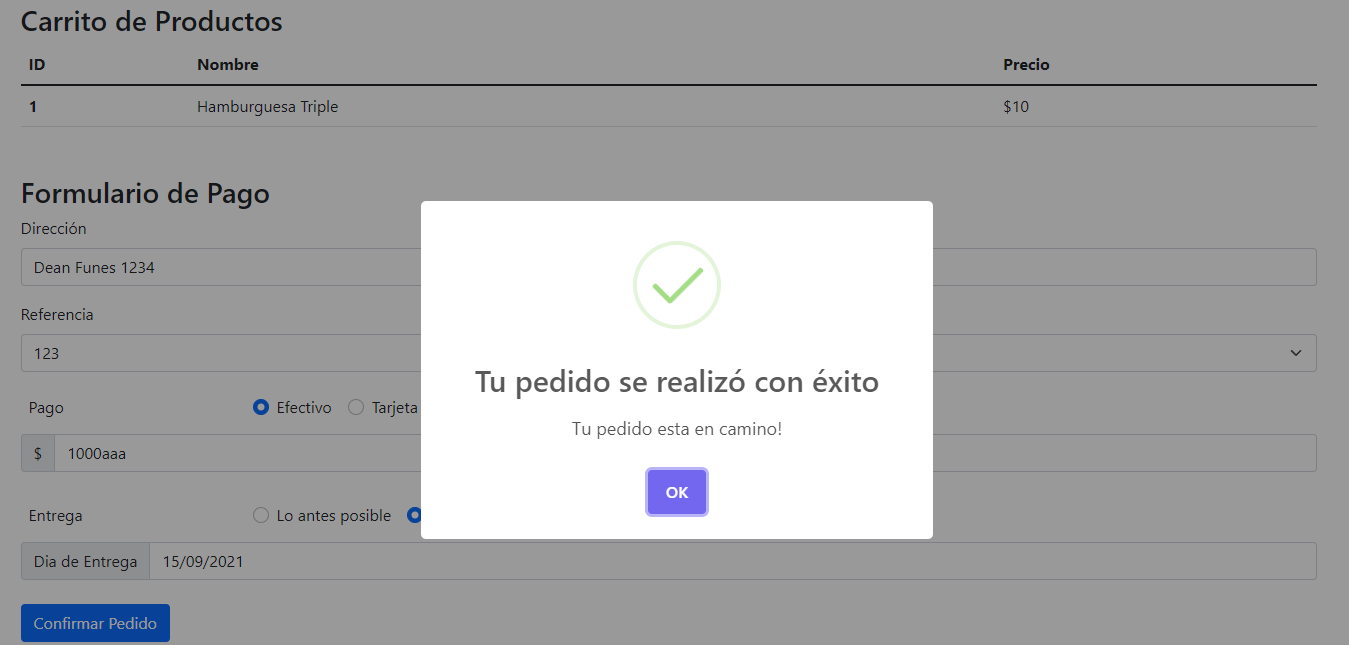 Carrito de Productos
ID Nombre Precio
1 Hamburguesa Triple $10
Formulario de Pago
Dirección
Dean Funes 1234
Referencia
123
Pago Efectivo Tarjeta
$ 1000aaa
Entrega Lo antes posible
Dia de Entrega 15/09/2021
Confirmar Pedido
Tu pedido se realizó con éxito
Tu pedido esta en camino!
OK